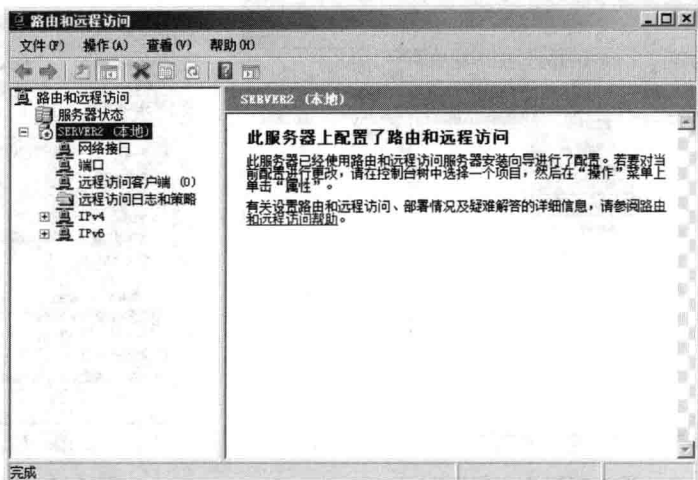 路由和远程访问
文件(F) 操作(A) 查看(V) 帮助(H)
路由和远程访问
服务器状态
SERVER2 (本地)
网络接口
端口
远程访问客户端 (0)
远程访问日志和策略
IPv4
IPv6
SERVER2 (本地)
此服务器上配置了路由和远程访问
此服务器已经使用路由和远程访问服务器安装向导进行了配置。若要对当
前配置进行更改，请在控制台树中选择一个项目，然后在“操作”菜单上
单击“属性”。
有关设置路由和远程访问、部署情况及疑难解答的详细信息，请参阅路由
和远程访问帮助。
完成